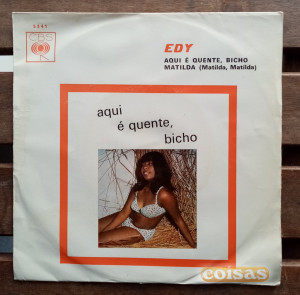 CBS
EDY
AQUI É QUENTE, BICHO
MATILDA (Matilda, Matilda)
aqui
é quente,
bicho
coisas